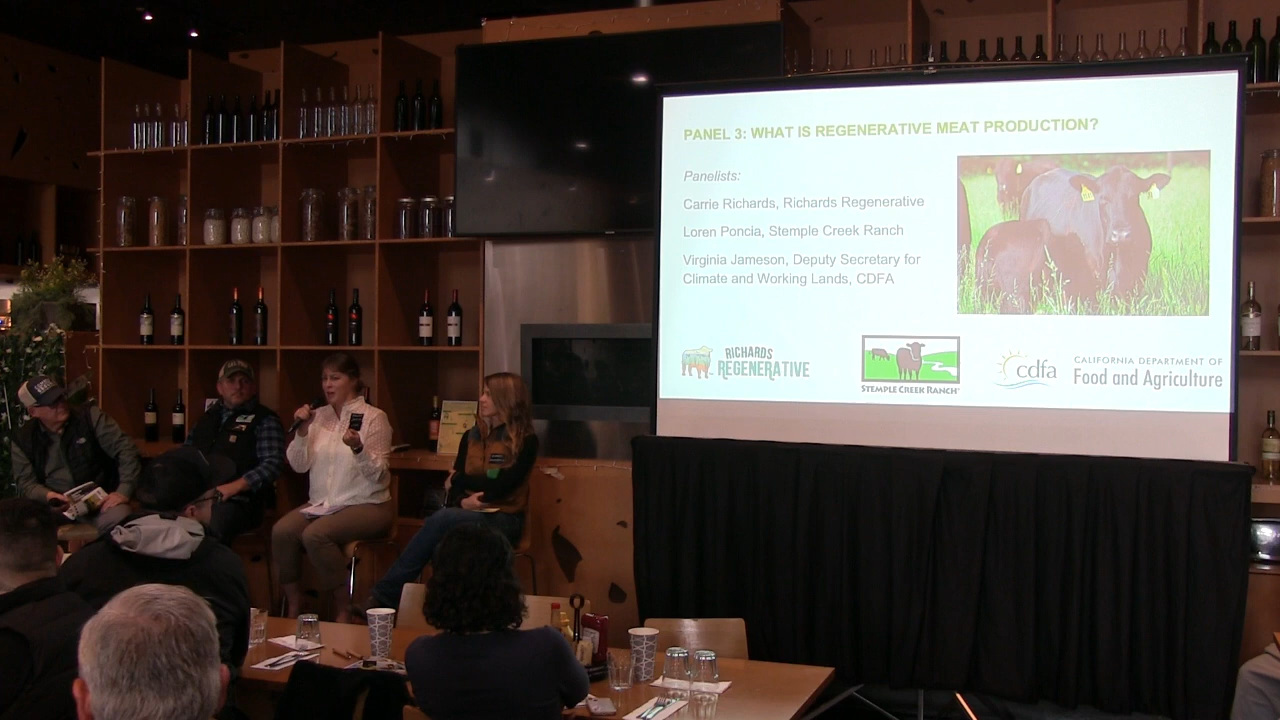 PANEL 3: WHAT IS REGENERATIVE MEAT PRODUCTION?
Panelists:
Carrie Richards, Richards Regenerative
Loren Poncia, Stemple Creek Ranch
Virginia Jameson, Deputy Secretary for
Climate and Working Lands, CDFA
RICHARDS
REGENERATIVE
STEMPLE CREEK RANCH
cdfa
CALIFORNIA DEPARTMENT OF
Food and Agriculture